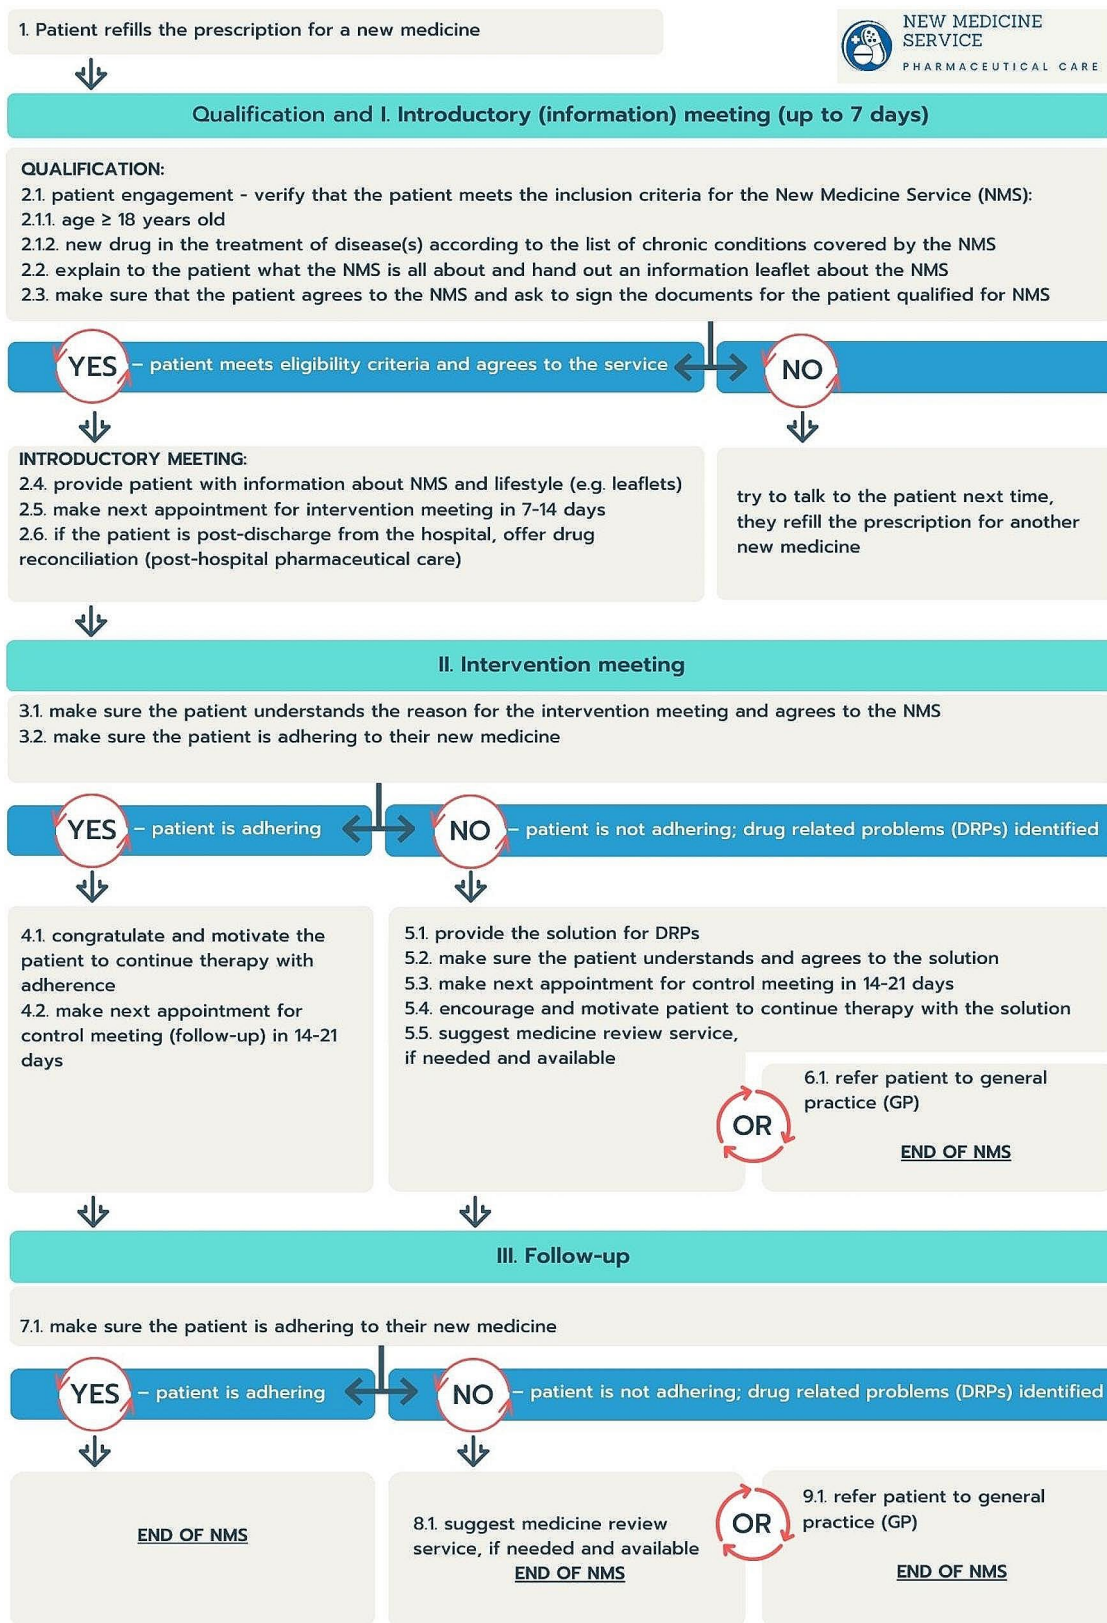 1. Patient refills the prescription for a new medicine
NEW MEDICINE
SERVICE
PHARMACEUTICAL CARE
Qualification and I. Introductory (information) meeting (up to 7 days)
QUALIFICATION:
2.1. patient engagement - verify that the patient meets the inclusion criteria for the New Medicine Service (NMS):
2.1.1. age ≥ 18 years old
2.1.2. new drug in the treatment of disease(s) according to the list of chronic conditions covered by the NMS
2.2. explain to the patient what the NMS is all about and hand out an information leaflet about the NMS
2.3. make sure that the patient agrees to the NMS and ask to sign the documents for the patient qualified for NMS
YES – patient meets eligibility criteria and agrees to the service
NO
INTRODUCTORY MEETING:
2.4. provide patient with information about NMS and lifestyle (e.g. leaflets)
2.5. make next appointment for intervention meeting in 7-14 days
2.6. if the patient is post-discharge from the hospital, offer drug
reconciliation (post-hospital pharmaceutical care)
try to talk to the patient next time,
they refill the prescription for another
new medicine
II. Intervention meeting
3.1. make sure the patient understands the reason for the intervention meeting and agrees to the NMS
3.2. make sure the patient is adhering to their new medicine
YES – patient is adhering
NO – patient is not adhering; drug related problems (DRPs) identified
4.1. congratulate and motivate the
patient to continue therapy with
adherence
4.2. make next appointment for
control meeting (follow-up) in 14-21
days
5.1. provide the solution for DRPs
5.2. make sure the patient understands and agrees to the solution
5.3. make next appointment for control meeting in 14-21 days
5.4. encourage and motivate patient to continue therapy with the solution
5.5. suggest medicine review service,
if needed and available
OR
6.1. refer patient to general
practice (GP)
END OF NMS
III. Follow-up
7.1. make sure the patient is adhering to their new medicine
YES – patient is adhering
NO – patient is not adhering; drug related problems (DRPs) identified
END OF NMS
8.1. suggest medicine review
service, if needed and available
END OF NMS
OR
9.1. refer patient to general
practice (GP)
END OF NMS